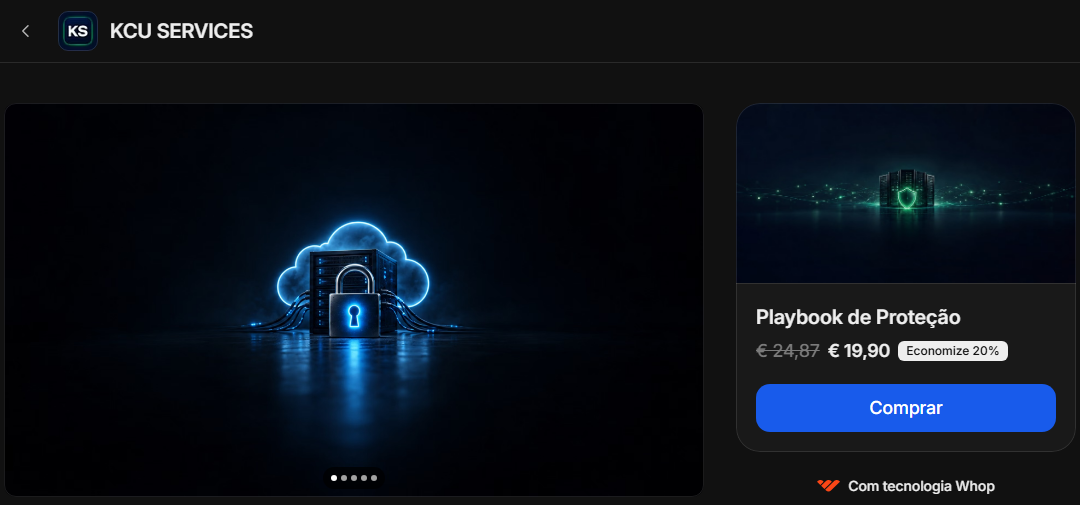 KS
KCU SERVICES
Playbook de Proteção
€ 24,87 € 19,90 Economize 20%
Comprar
Com tecnologia Whop